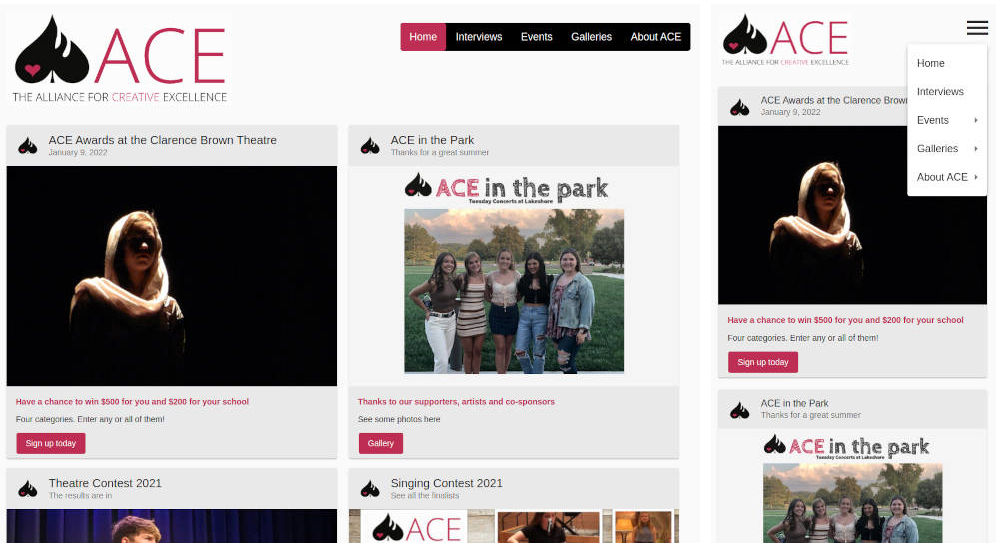 ACE
THE ALLIANCE FOR CREATIVE EXCELLENCE
Home Interviews Events Galleries About ACE
ACE Awards at the Clarence Brown Theatre
January 9, 2022
Have a chance to win $500 for you and $200 for your school
Four categories. Enter any or all of them!
Sign up today
ACE in the Park
Thanks for a great summer
ACE in the park
Tuesday Concerts at Lakeshore
Thanks to our supporters, artists and co-sponsors
See some photos here
Gallery
Theatre Contest 2021
The results are in
Singing Contest 2021
See all the finalists
ACE
ACE
THE ALLIANCE FOR CREATIVE EXCELLENCE
Home
Interviews
Events
Galleries
About ACE
ACE Awards at the Clarence Brow
January 9, 2022
Have a chance to win $500 for you and $200 for your school
Four categories. Enter any or all of them!
Sign up today
ACE in the Park
Thanks for a great summer
ACE in the park
Tuesday Concerts at Lakeshore